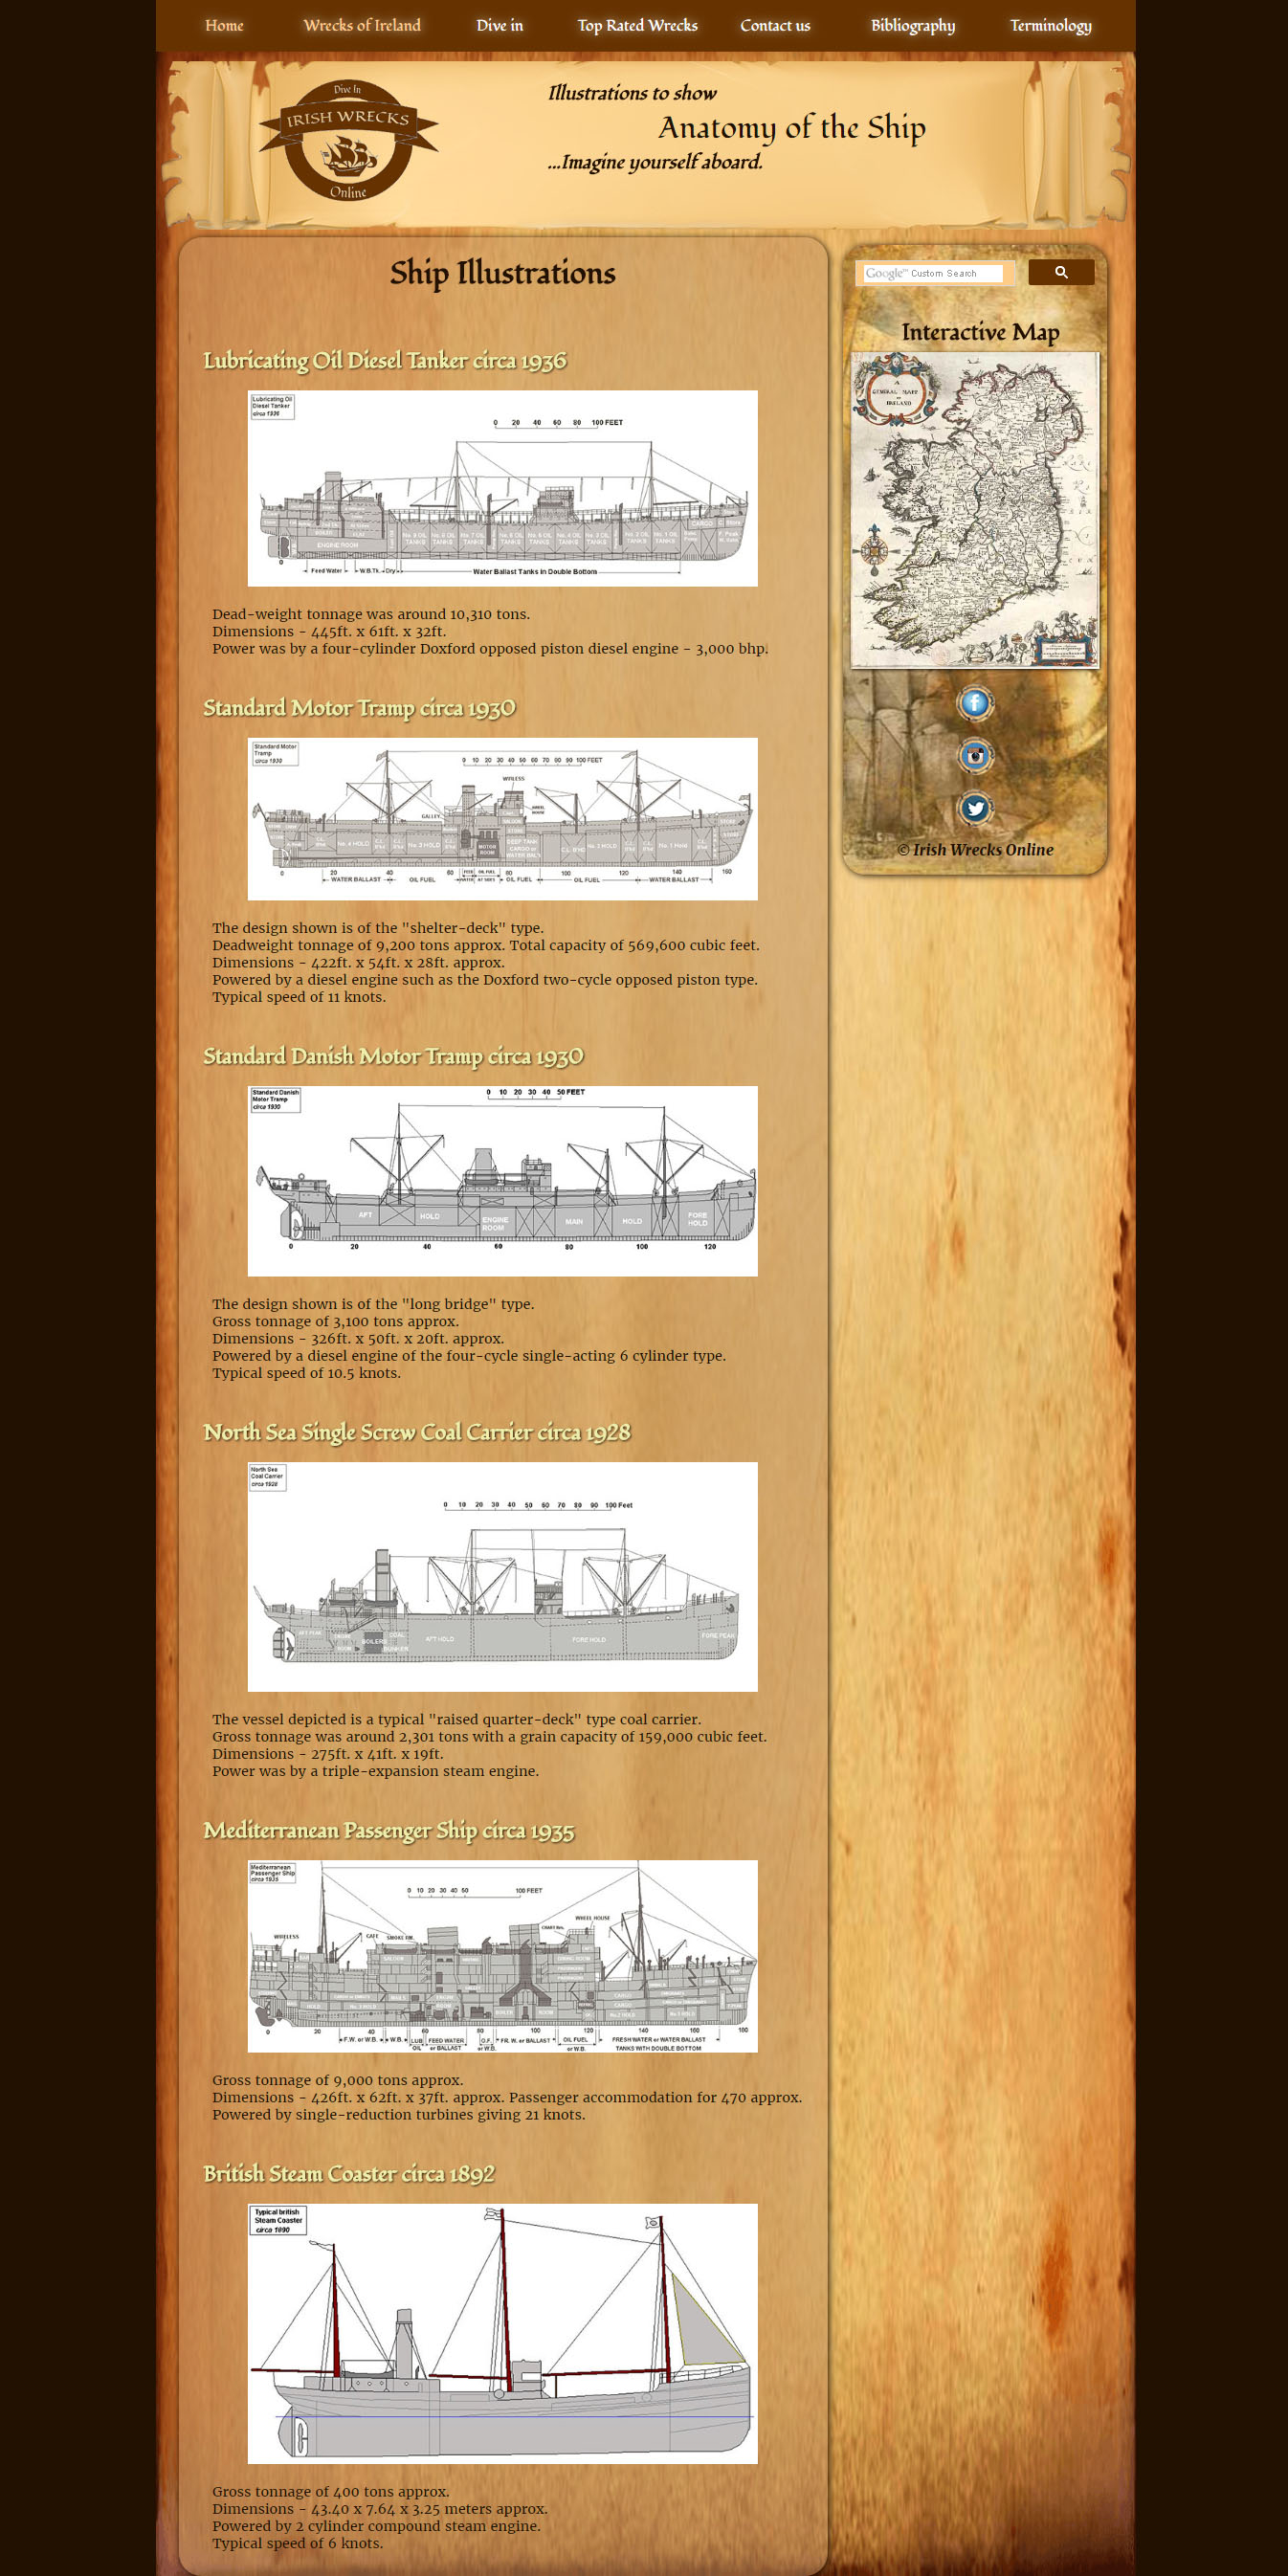 Home Wrecks of Ireland Dive in Top Rated Wrecks Contact us Bibliography Terminology
Dive In
IRISH WRECKS
Online
Illustrations to show
Anatomy of the Ship
...Imagine yourself aboard.
Ship Illustrations
Google™ Custom Search
Interactive Map
A
GENERAL MAPP
of
IRELAND
© Irish Wrecks Online
Lubricating Oil Diesel Tanker circa 1936
Lubricating Oil
Diesel Tanker
circa 1936
0 20 40 60 80 100 FEET
CARGO
ENGINE ROOM
0
Feed Water W.B.Tk. Dry Water Ballast Tanks in Double Bottom
Dead-weight tonnage was around 10,310 tons.
Dimensions - 445ft. x 61ft. x 32ft.
Power was by a four-cylinder Doxford opposed piston diesel engine - 3,000 bhp.
Standard Motor Tramp circa 1930
Standard Motor
Tramp
circa 1930
0 10 20 30 40 50 60 70 80 90 100 FEET
WIRELESS
WHEEL
HOUSE
GALLEY
No. 4 HOLD No. 3 HOLD MOTOR
ROOM
DEEP TANK
CARGO or
WATER BAL'S
No. 2 HOLD No. 1 Hold
0 20 40 60 80 100 120 140 160
WATER BALLAST OIL FUEL OIL FUEL OIL FUEL WATER BALLAST
The design shown is of the "shelter-deck" type.
Deadweight tonnage of 9,200 tons approx. Total capacity of 569,600 cubic feet.
Dimensions - 422ft. x 54ft. x 28ft. approx.
Powered by a diesel engine such as the Doxford two-cycle opposed piston type.
Typical speed of 11 knots.
Standard Danish Motor Tramp circa 1930
Standard Danish
Motor Tramp
circa 1930
0 10 20 30 40 50 FEET
AFT HOLD ENGINE
ROOM
MAIN HOLD FORE
HOLD
0 20 40 60 80 100 120
The design shown is of the "long bridge" type.
Gross tonnage of 3,100 tons approx.
Dimensions - 326ft. x 50ft. x 20ft. approx.
Powered by a diesel engine of the four-cycle single-acting 6 cylinder type.
Typical speed of 10.5 knots.
North Sea Single Screw Coal Carrier circa 1928
North Sea
Coal Carrier
circa 1928
0 10 20 30 40 50 60 70 80 90 100 Feet
AFT PEAK ENGINE
ROOM
BOILERS
COAL
BUNKER
AFT HOLD FORE HOLD FORE PEAK
The vessel depicted is a typical "raised quarter-deck" type coal carrier.
Gross tonnage was around 2,301 tons with a grain capacity of 159,000 cubic feet.
Dimensions - 275ft. x 41ft. x 19ft.
Power was by a triple-expansion steam engine.
Mediterranean Passenger Ship circa 1935
Mediterranean
Passenger Ship
circa 1935
0 10 20 30 40 50 100 FEET
WHEEL HOUSE
WIRELESS CAFE SMOKE RM.
0 20 40 60 80 100 120 140 160 180
F.W. or W.B. W.B. LUB
OIL
FEED WATER
or BALLAST
O.F.
or W.B.
FR. W. or BALLAST OIL FUEL
or W.B.
FRESH WATER or WATER BALLAST
TANKS WITH DOUBLE BOTTOM
Gross tonnage of 9,000 tons approx.
Dimensions - 426ft. x 62ft. x 37ft. approx. Passenger accommodation for 470 approx.
Powered by single-reduction turbines giving 21 knots.
British Steam Coaster circa 1892
Typical british
Steam Coaster
circa 1890
Gross tonnage of 400 tons approx.
Dimensions - 43.40 x 7.64 x 3.25 meters approx.
Powered by 2 cylinder compound steam engine.
Typical speed of 6 knots.